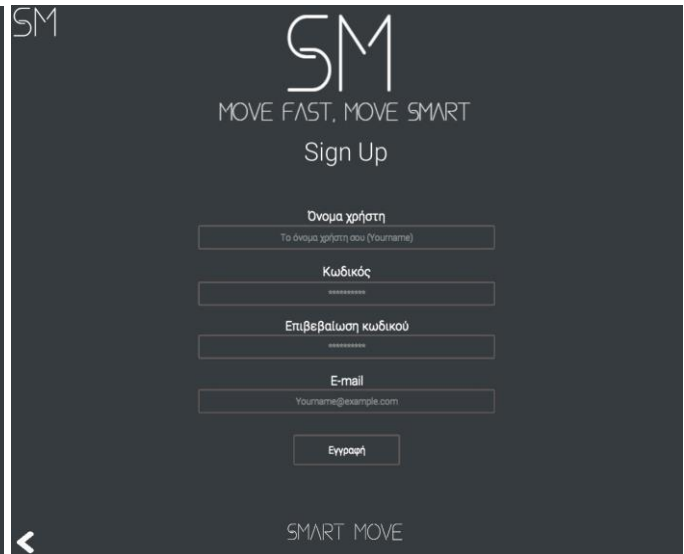 SM
SM
MOVE FAST, MOVE SMART
Sign Up
Όνομα χρήστη
Το όνομα χρήστη σου (Yourname)
Κωδικός
**********
Επιβεβαίωση κωδικού
**********
E-mail
Yourname@example.com
Εγγραφή
SMART MOVE